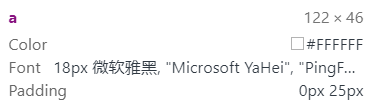 a 122 × 46
Color #FFFFFF
Font 18px 微软雅黑, "Microsoft YaHei", "PingF...
Padding 0px 25px